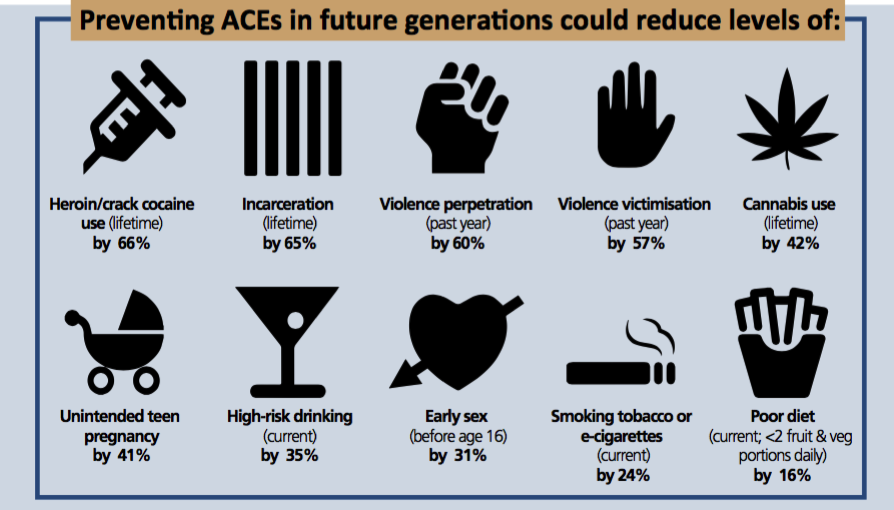 Preventing ACEs in future generations could reduce levels of:
Heroin/crack cocaine
use (lifetime)
by 66%
Incarceration
(lifetime)
by 65%
Violence perpetration
(past year)
by 60%
Violence victimisation
(past year)
by 57%
Cannabis use
(lifetime)
by 42%
Unintended teen
pregnancy
by 41%
High-risk drinking
(current)
by 35%
Early sex
(before age 16)
by 31%
Smoking tobacco or
e-cigarettes
(current)
by 24%
Poor diet
(current; <2 fruit & veg
portions daily)
by 16%